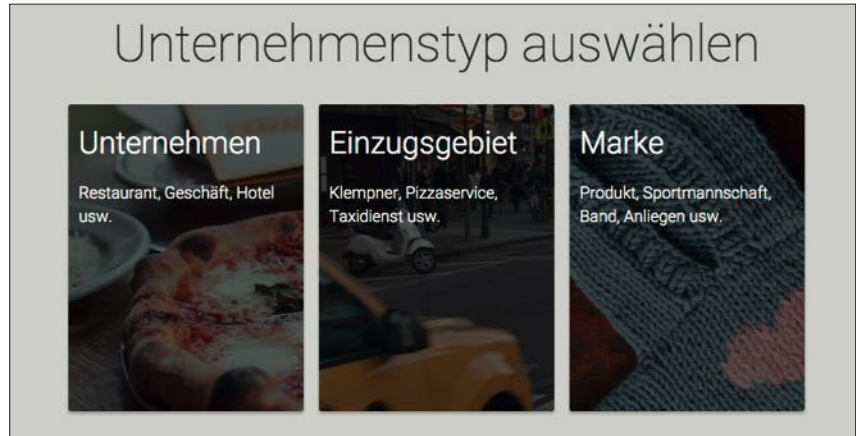 Unternehmenstyp auswählen
Unternehmen
Restaurant, Geschäft, Hotel
usw.
Einzugsgebiet
Klempner, Pizzaservice,
Taxidienst usw.
Marke
Produkt, Sportmannschaft,
Band, Anliegen usw.